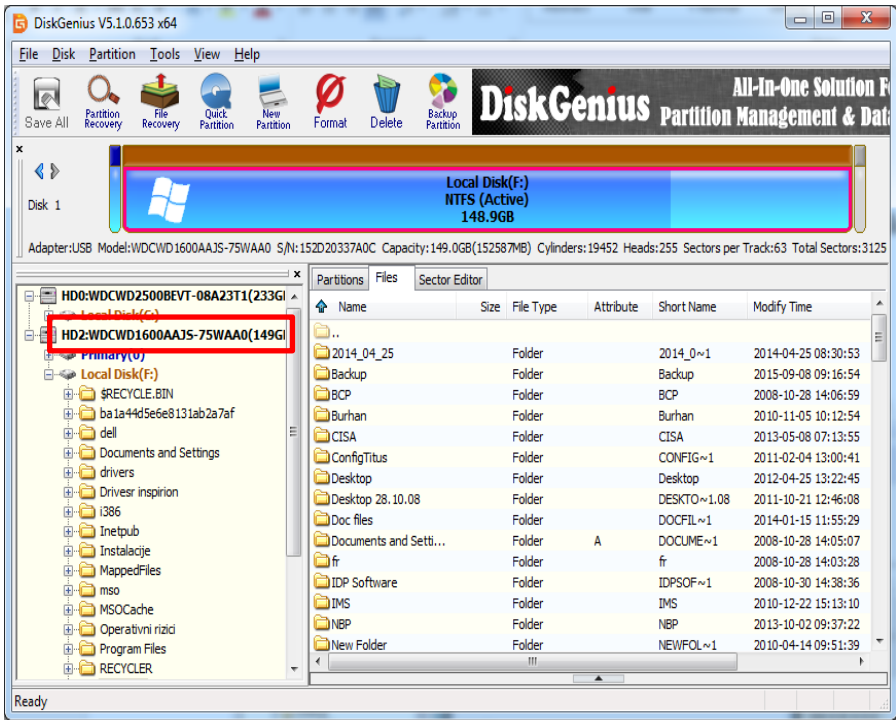 DiskGenius V5.1.0.653 x64
File Disk Partition Tools View Help
Save All Partition Recovery File Recovery Quick Partition New Partition Format Delete Backup Partition
DiskGenius All-In-One Solution F
Partition Management & Dat
Disk 1
Local Disk(F:)
NTFS (Active)
148.9GB
Adapter:USB Model:WDCWD1600AAJS-75WAA0 S/N:152D20337A0C Capacity:149.0GB(152587MB) Cylinders:19452 Heads:255 Sectors per Track:63 Total Sectors:3125
HD0:WDCWD2500BEVT-08A23T1(233GI
Local Disk(C:)
HD2:WDCWD1600AAJS-75WAA0(149GI
Primary(0)
Local Disk(F:)
$RECYCLE.BIN
ba1a44d5e6e8131ab2a7af
dell
Documents and Settings
drivers
Drivesr inspirion
i386
Inetpub
Instalacije
MappedFiles
mso
MSOCache
Operativni rizici
Program Files
RECYCLER
Partitions Files Sector Editor
Name Size File Type Attribute Short Name Modify Time
..
2014_04_25 Folder 2014_0~1 2014-04-25 08:30:53
Backup Folder Backup 2015-09-08 09:16:54
BCP Folder BCP 2008-10-28 14:06:59
Burhan Folder Burhan 2010-11-05 10:12:54
CISA Folder CISA 2013-05-08 07:13:55
ConfigTitus Folder CONFIG~1 2011-02-04 13:00:41
Desktop Folder Desktop 2012-04-25 13:22:45
Desktop 28.10.08 Folder DESKTO~1.08 2011-10-21 12:46:08
Doc files Folder DOCFIL~1 2014-01-15 11:55:29
Documents and Setti... Folder A DOCUME~1 2008-10-28 14:05:07
fr Folder fr 2008-10-28 14:03:28
IDP Software Folder IDPSOF~1 2008-10-30 14:38:36
IMS Folder IMS 2010-12-22 15:13:10
NBP Folder NBP 2013-10-02 09:37:22
New Folder Folder NEWFOL~1 2010-04-14 09:51:39
Ready